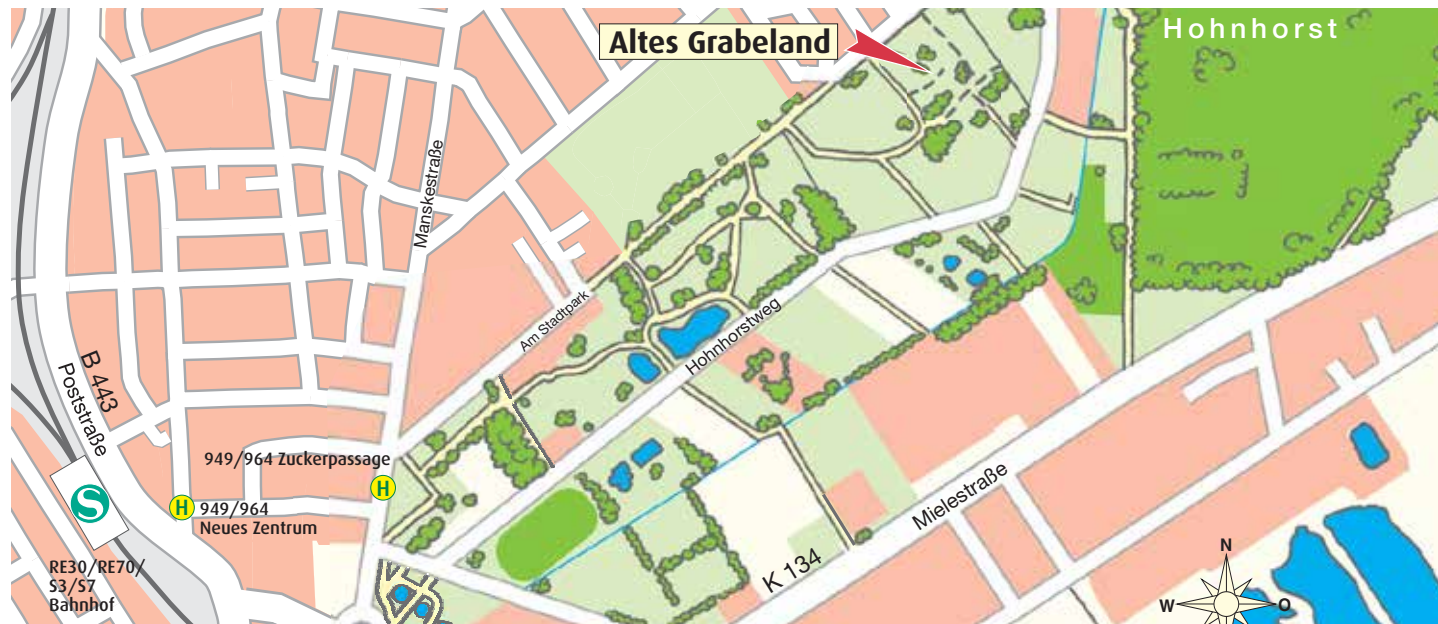 Altes Grabeland
Hohnhorst
Manskestraße
Am Stadtpark
Hohnhorstweg
B 443
Poststraße
949/964 Zuckerpassage
H
H
949/964
Neues Zentrum
S
RE30/RE70/
S3/S7
Bahnhof
Mielestraße
K 134
N
W
O